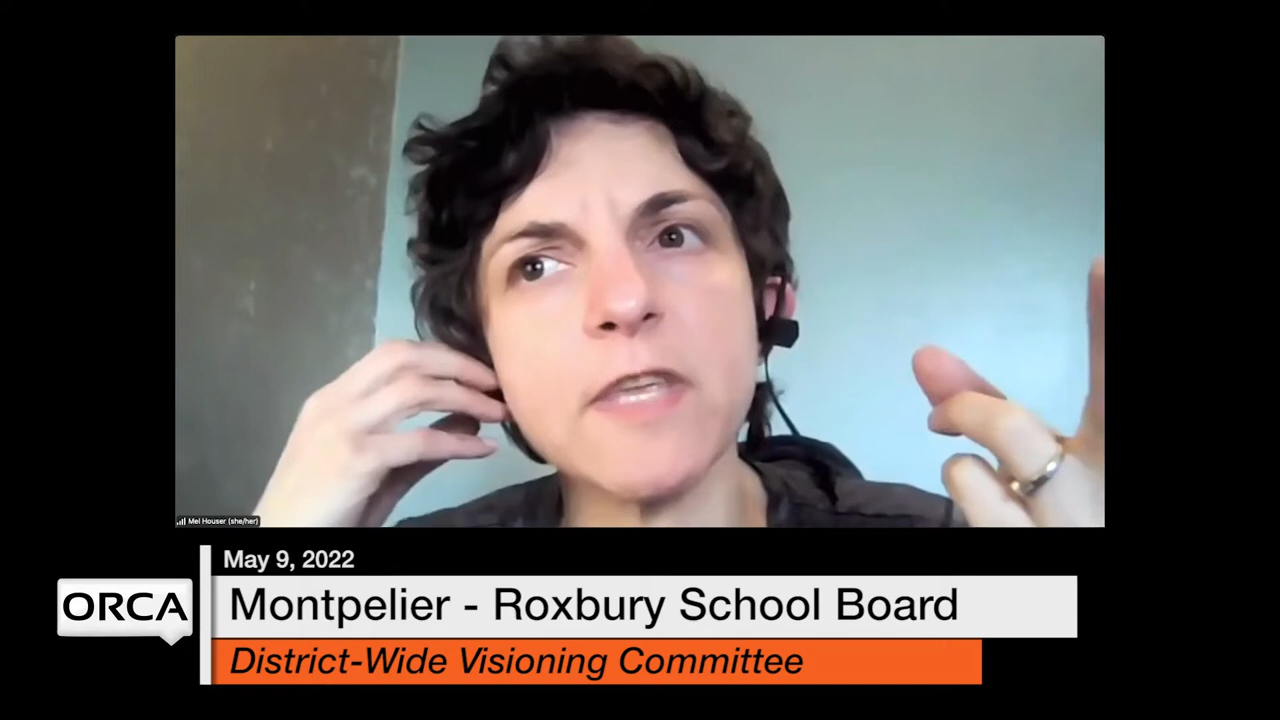 Mel Houser (she/her)
May 9, 2022
ORCA
Montpelier - Roxbury School Board
District-Wide Visioning Committee